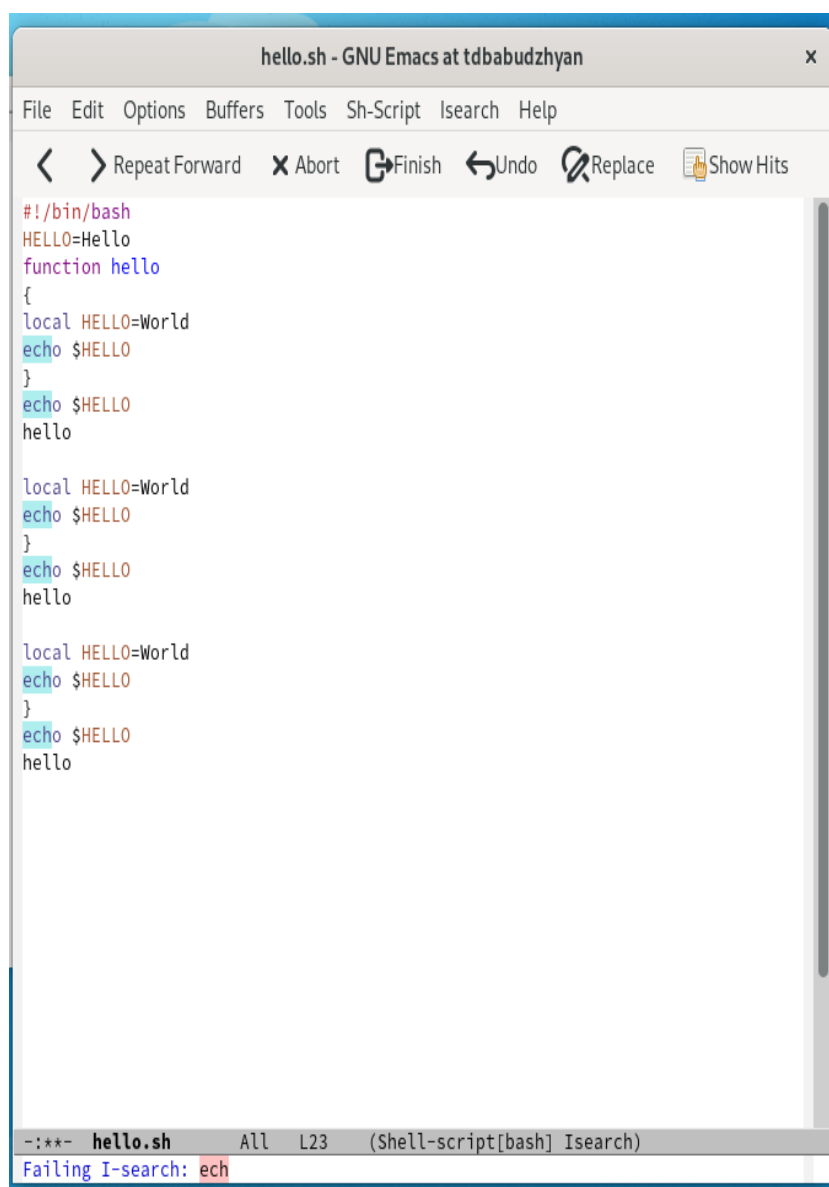 hello.sh - GNU Emacs at tdbabudzhyan x
File Edit Options Buffers Tools Sh-Script Isearch Help
Repeat Forward Abort Finish Undo Replace Show Hits
#!/bin/bash
HELLO=Hello
function hello
{
local HELLO=World
echo $HELLO
}
echo $HELLO
hello

local HELLO=World
echo $HELLO
}
echo $HELLO
hello

local HELLO=World
echo $HELLO
}
echo $HELLO
hello
-:**- hello.sh All L23 (Shell-script[bash] Isearch)
Failing I-search: ech